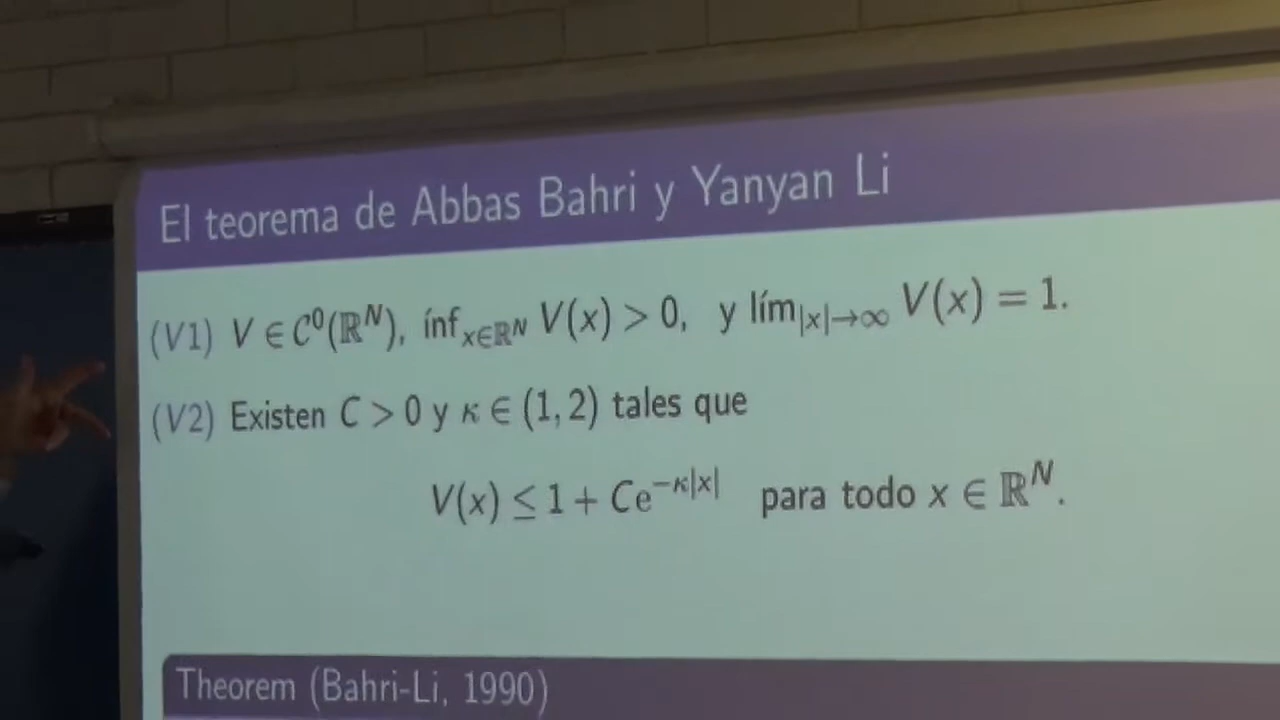 El teorema de Abbas Bahri y Yanyan Li
(V1) V ∈ C⁰(ℝᴺ), ínf_{x∈ℝᴺ} V(x) > 0, y lím_{|x|→∞} V(x) = 1.
(V2) Existen C > 0 y κ ∈ (1, 2) tales que
V(x) ≤ 1 + Ce^{−κ|x|} para todo x ∈ ℝᴺ.
Theorem (Bahri-Li, 1990)